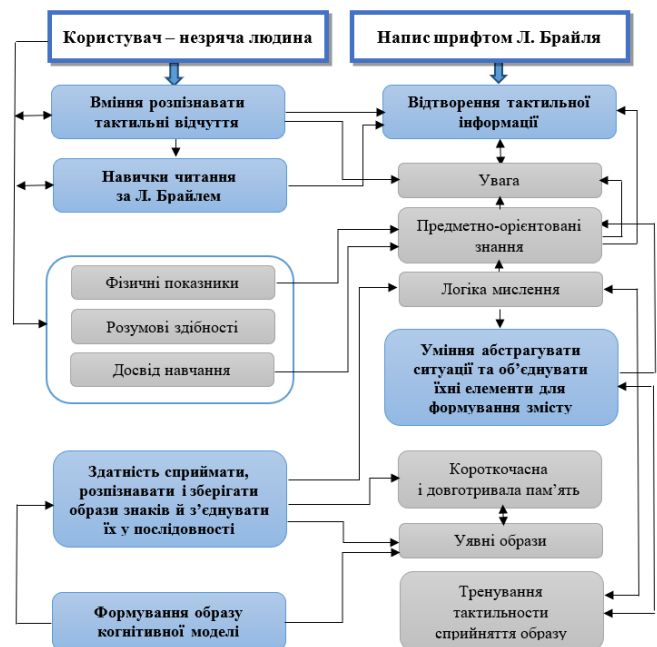 Користувач – незряча людина
Напис шрифтом Л. Брайля
Вміння розпізнавати
тактильні відчуття
Відтворення тактильної
інформації
Навички читання
за Л. Брайлем
Увага
Предметно-орієнтовані
знання
Фізичні показники
Логіка мислення
Розумові здібності
Досвід навчання
Уміння абстрагувати
ситуації та об’єднувати
їхні елементи для
формування змісту
Здатність сприймати,
розпізнавати і зберігати
образи знаків й з’єднувати
їх у послідовності
Короткочасна
і довготривала пам’ять
Уявні образи
Формування образу
когнітивної моделі
Тренування
тактильности
сприйняття образу